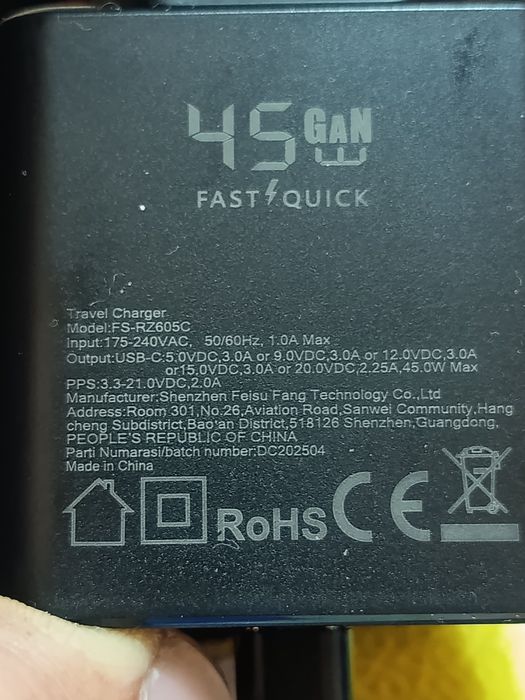 45 GaN
W
FAST QUICK
Travel Charger
Model:FS-RZ605C
Input:175-240VAC, 50/60Hz, 1.0A Max
Output:USB-C:5.0VDC,3.0A or 9.0VDC,3.0A or 12.0VDC,3.0A
or15.0VDC,3.0A or 20.0VDC,2.25A,45.0W Max
PPS:3.3-21.0VDC,2.0A
Manufacturer:Shenzhen Feisu Fang Technology Co.,Ltd
Address:Room 301,No.26,Aviation Road,Sanwei Community,Hang
cheng Subdistrict,Bao'an District,518126 Shenzhen,Guangdong,
PEOPLE'S REPUBLIC OF CHINA
Parti Numarasi/batch number:DC202504
Made in China
RoHS CE